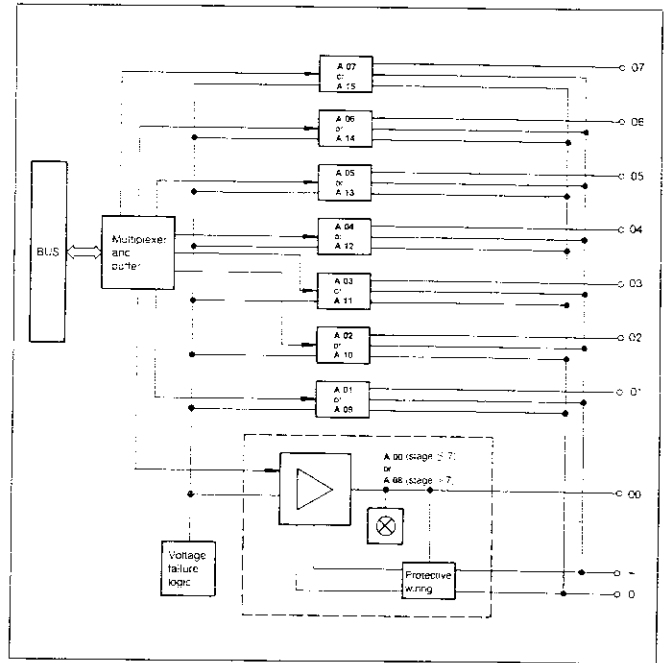 A 07
or
A 15
07
A 06
or
A 14
06
A 05
or
A 13
05
BUS
Multiplexer
and
buffer
A 04
or
A 12
04
A 03
or
A 11
03
A 02
or
A 10
02
A 01
or
A 09
01
A 00 (stage ≤ 7)
or
A 08 (stage > 7)
00
Voltage
failure
logic
Protective
wiring
0